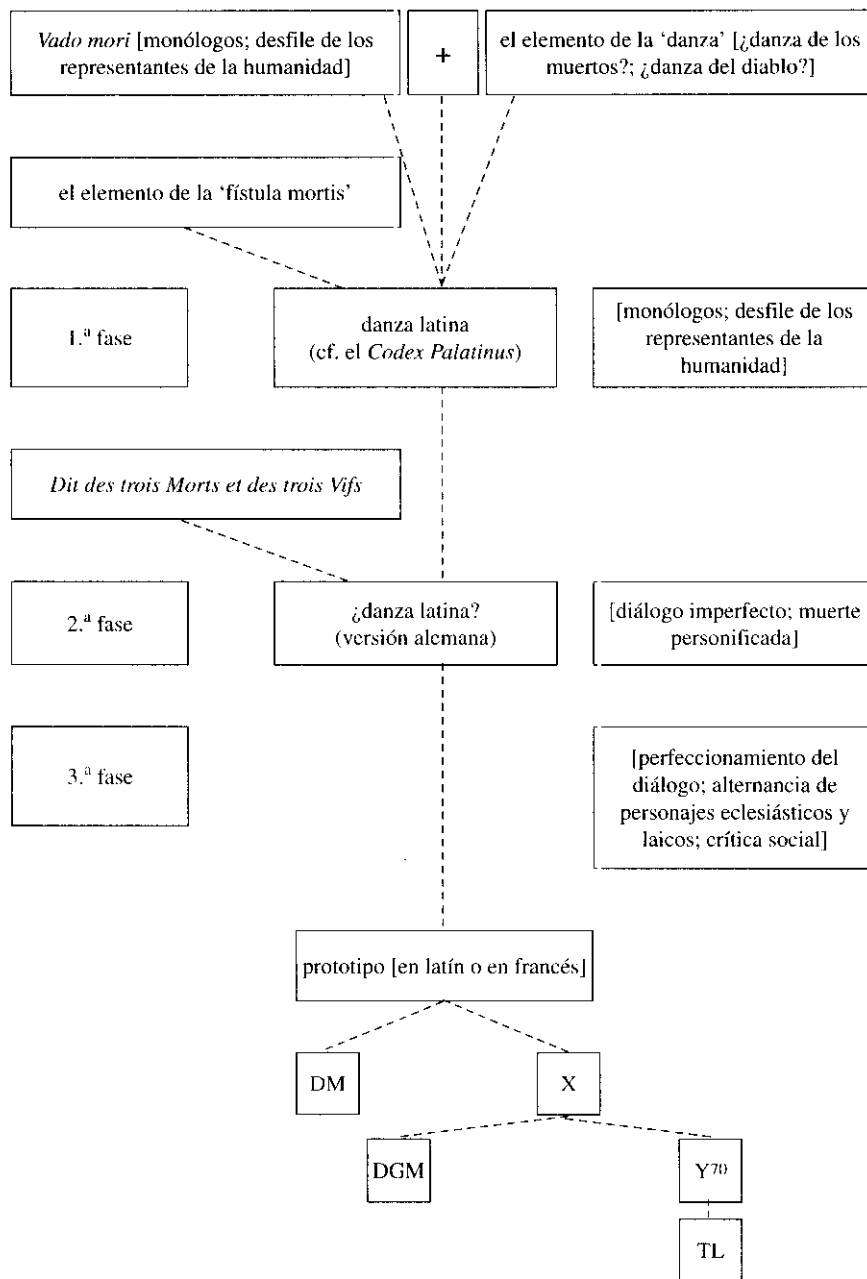 Vado mori [monólogos; desfile de los
representantes de la humanidad]
+
el elemento de la ‘danza’ [¿danza de los
muertos?; ¿danza del diablo?]
el elemento de la ‘fístula mortis’
1.ª fase
danza latina
(cf. el Codex Palatinus)
[monólogos; desfile de los
representantes de la
humanidad]
Dit des trois Morts et des trois Vifs
2.ª fase
¿danza latina?
(versión alemana)
[diálogo imperfecto; muerte
personificada]
3.ª fase
[perfeccionamiento del
diálogo; alternancia de
personajes eclesiásticos y
laicos; crítica social]
prototipo [en latín o en francés]
DM
X
DGM
Y70
TL